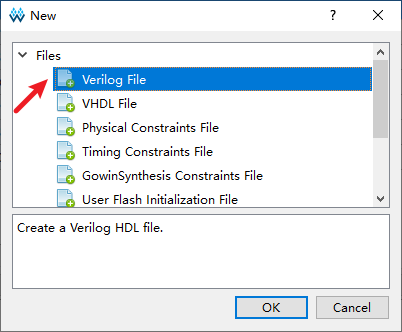 New
Files
Verilog File
VHDL File
Physical Constraints File
Timing Constraints File
GowinSynthesis Constraints File
User Flash Initialization File
Create a Verilog HDL file.
OK
Cancel